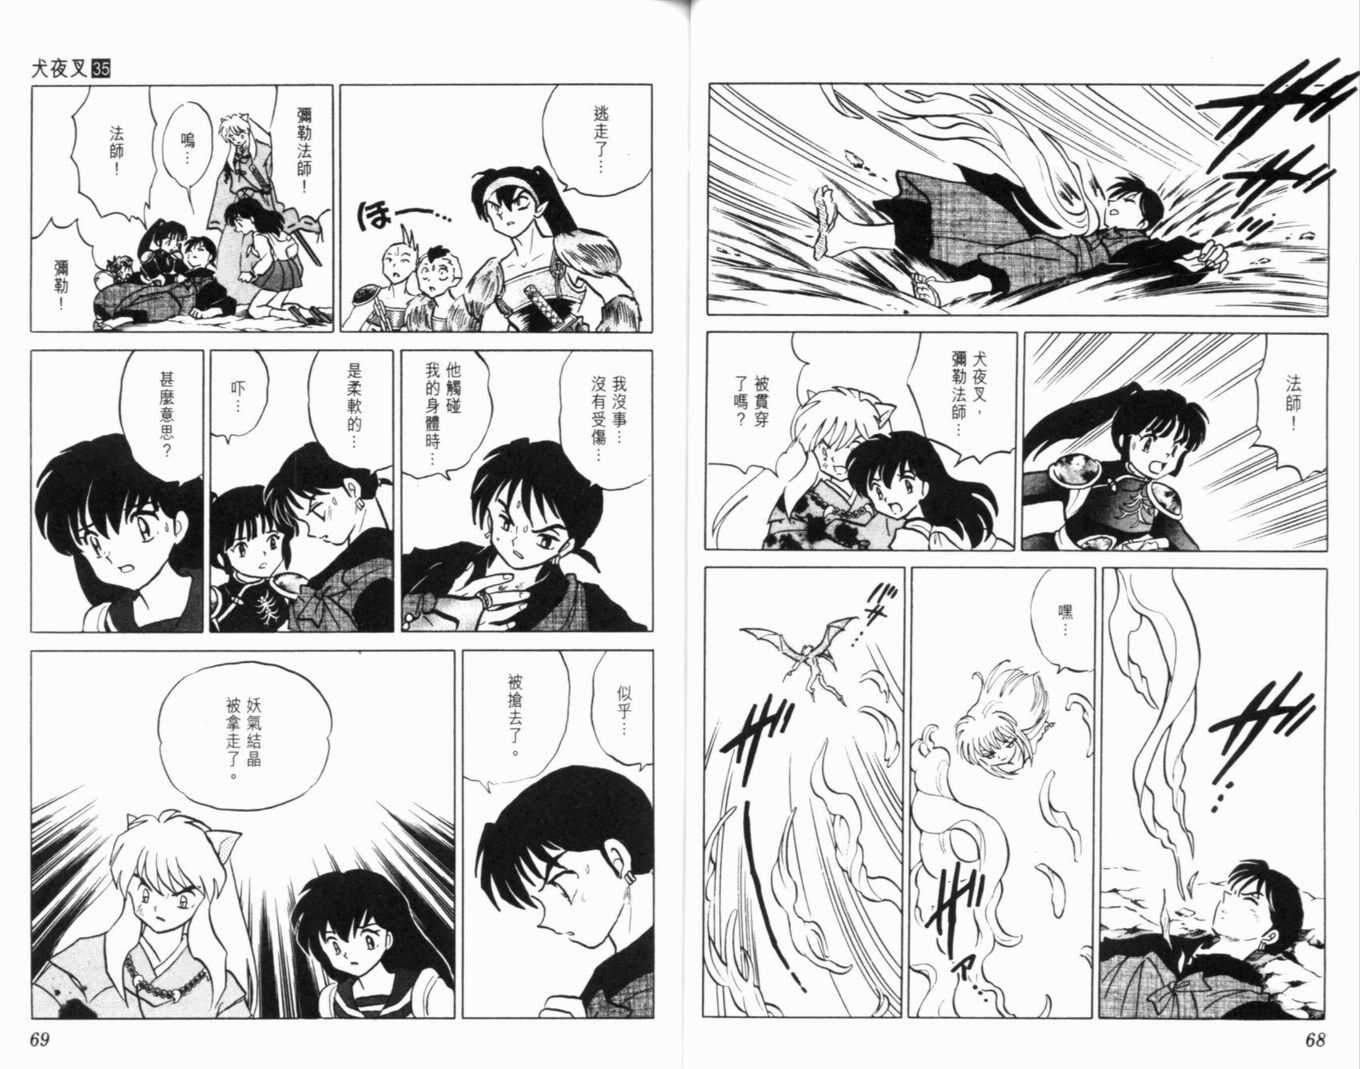 法師！
犬夜叉，
彌勒法師…
被貫穿
了嗎？
嘿…
バサ…
68
犬夜叉35
逃走了…
ほー…
彌勒法師！
嗚…
法師！
彌勒！
我沒事…
沒有受傷…
他觸碰
我的身體時…
是柔軟的…
吓…
甚麼意思？
似乎…
被搶去了。
妖氣結晶
被拿走了。
69